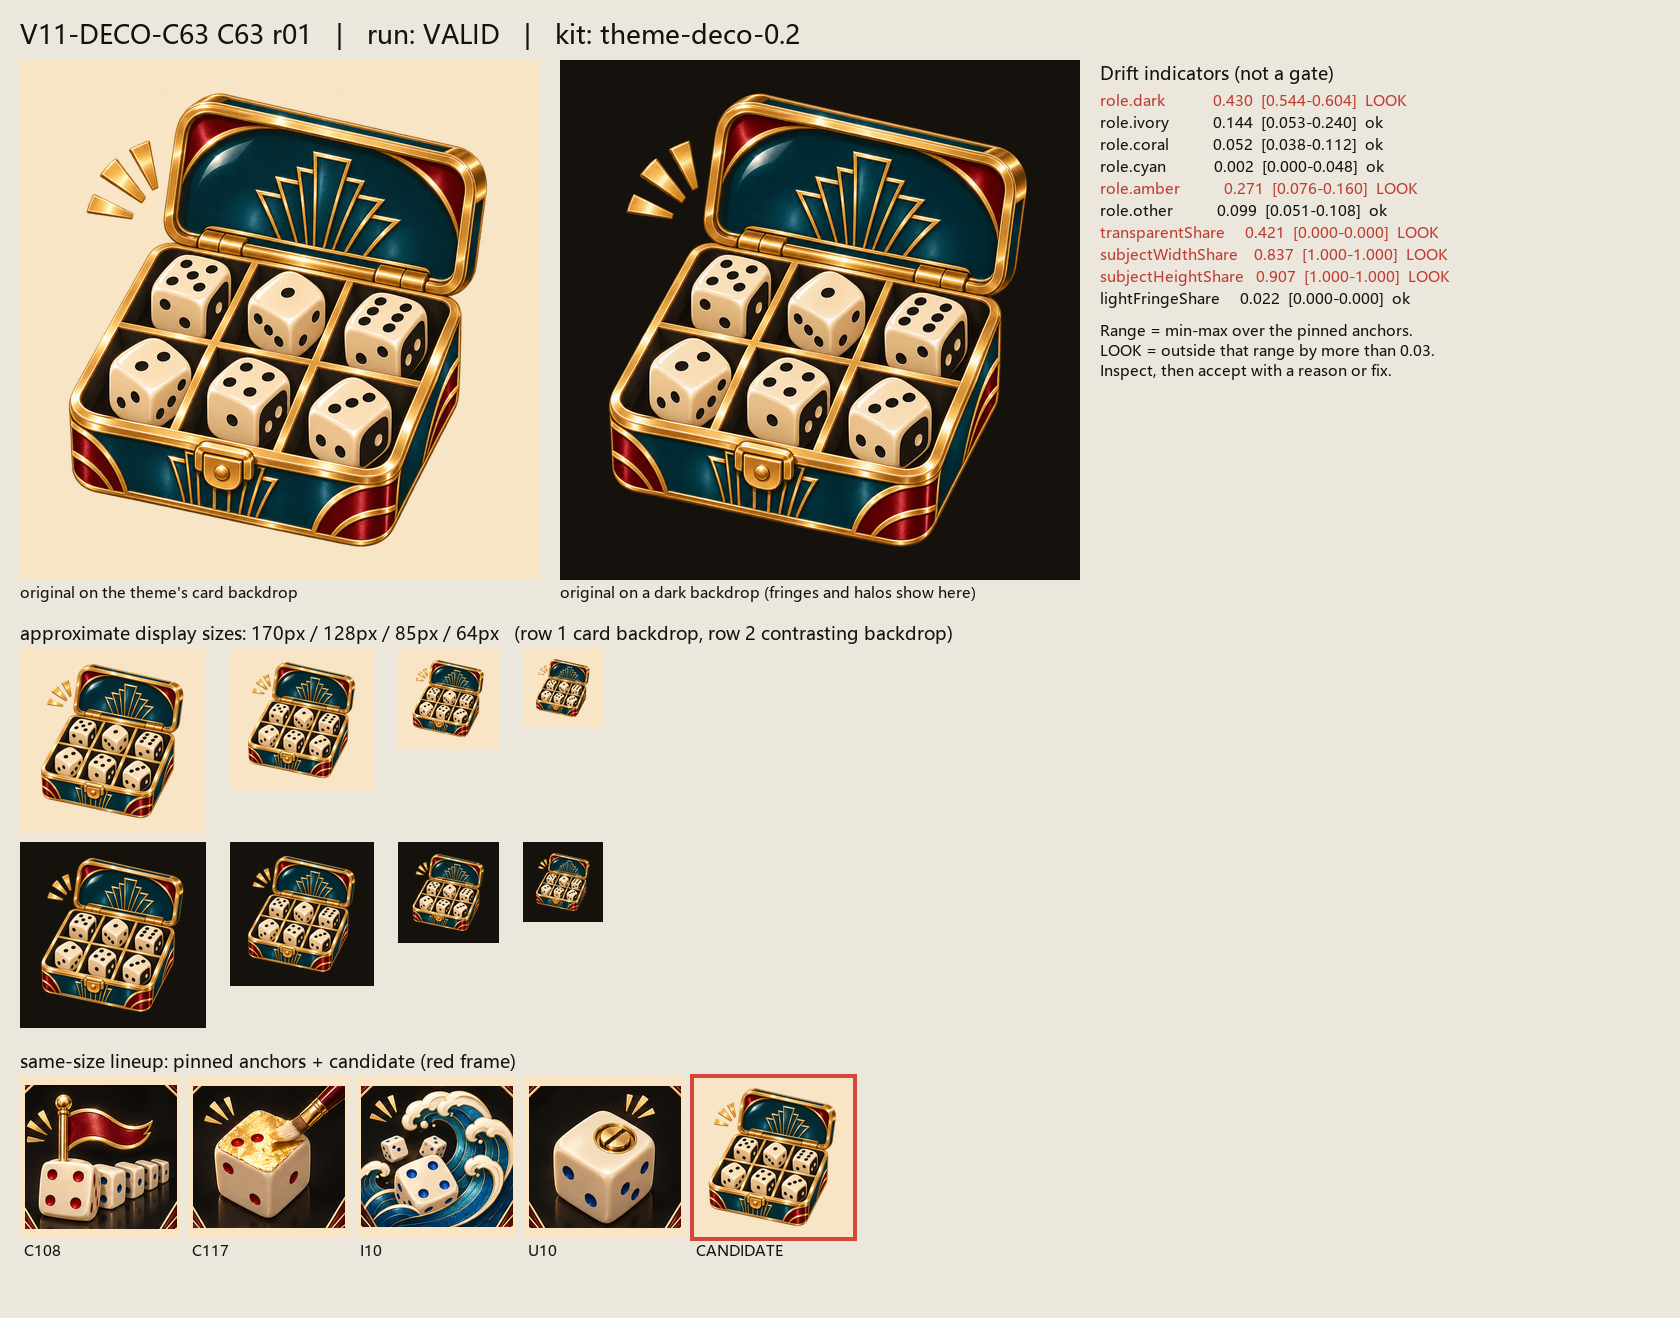 V11-DECO-C63 C63 r01 | run: VALID | kit: theme-deco-0.2
Drift indicators (not a gate)
role.dark 0.430 [0.544-0.604] LOOK
role.ivory 0.144 [0.053-0.240] ok
role.coral 0.052 [0.038-0.112] ok
role.cyan 0.002 [0.000-0.048] ok
role.amber 0.271 [0.076-0.160] LOOK
role.other 0.099 [0.051-0.108] ok
transparentShare 0.421 [0.000-0.000] LOOK
subjectWidthShare 0.837 [1.000-1.000] LOOK
subjectHeightShare 0.907 [1.000-1.000] LOOK
lightFringeShare 0.022 [0.000-0.000] ok
Range = min-max over the pinned anchors.
LOOK = outside that range by more than 0.03.
Inspect, then accept with a reason or fix.
original on the theme's card backdrop
original on a dark backdrop (fringes and halos show here)
approximate display sizes: 170px / 128px / 85px / 64px (row 1 card backdrop, row 2 contrasting backdrop)
same-size lineup: pinned anchors + candidate (red frame)
C108
C117
I10
U10
CANDIDATE